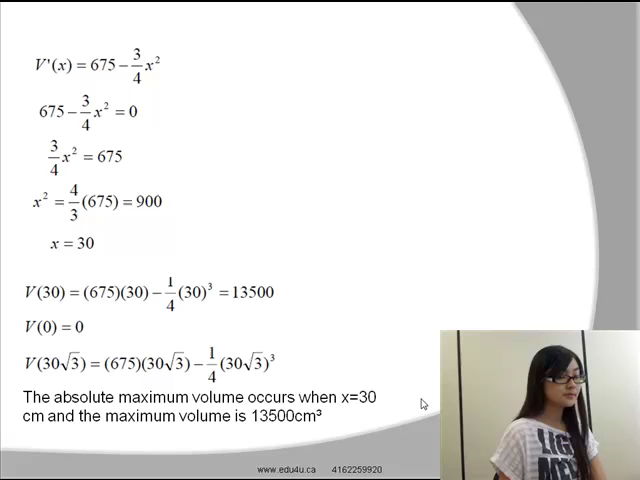 V'(x) = 675 − 3/4 x²
675 − 3/4 x² = 0
3/4 x² = 675
x² = 4/3 (675) = 900
x = 30
V(30) = (675)(30) − 1/4 (30)³ = 13500
V(0) = 0
V(30√3) = (675)(30√3) − 1/4 (30√3)³
The absolute maximum volume occurs when x=30
cm and the maximum volume is 13500cm³
www.edu4u.ca 4162259920